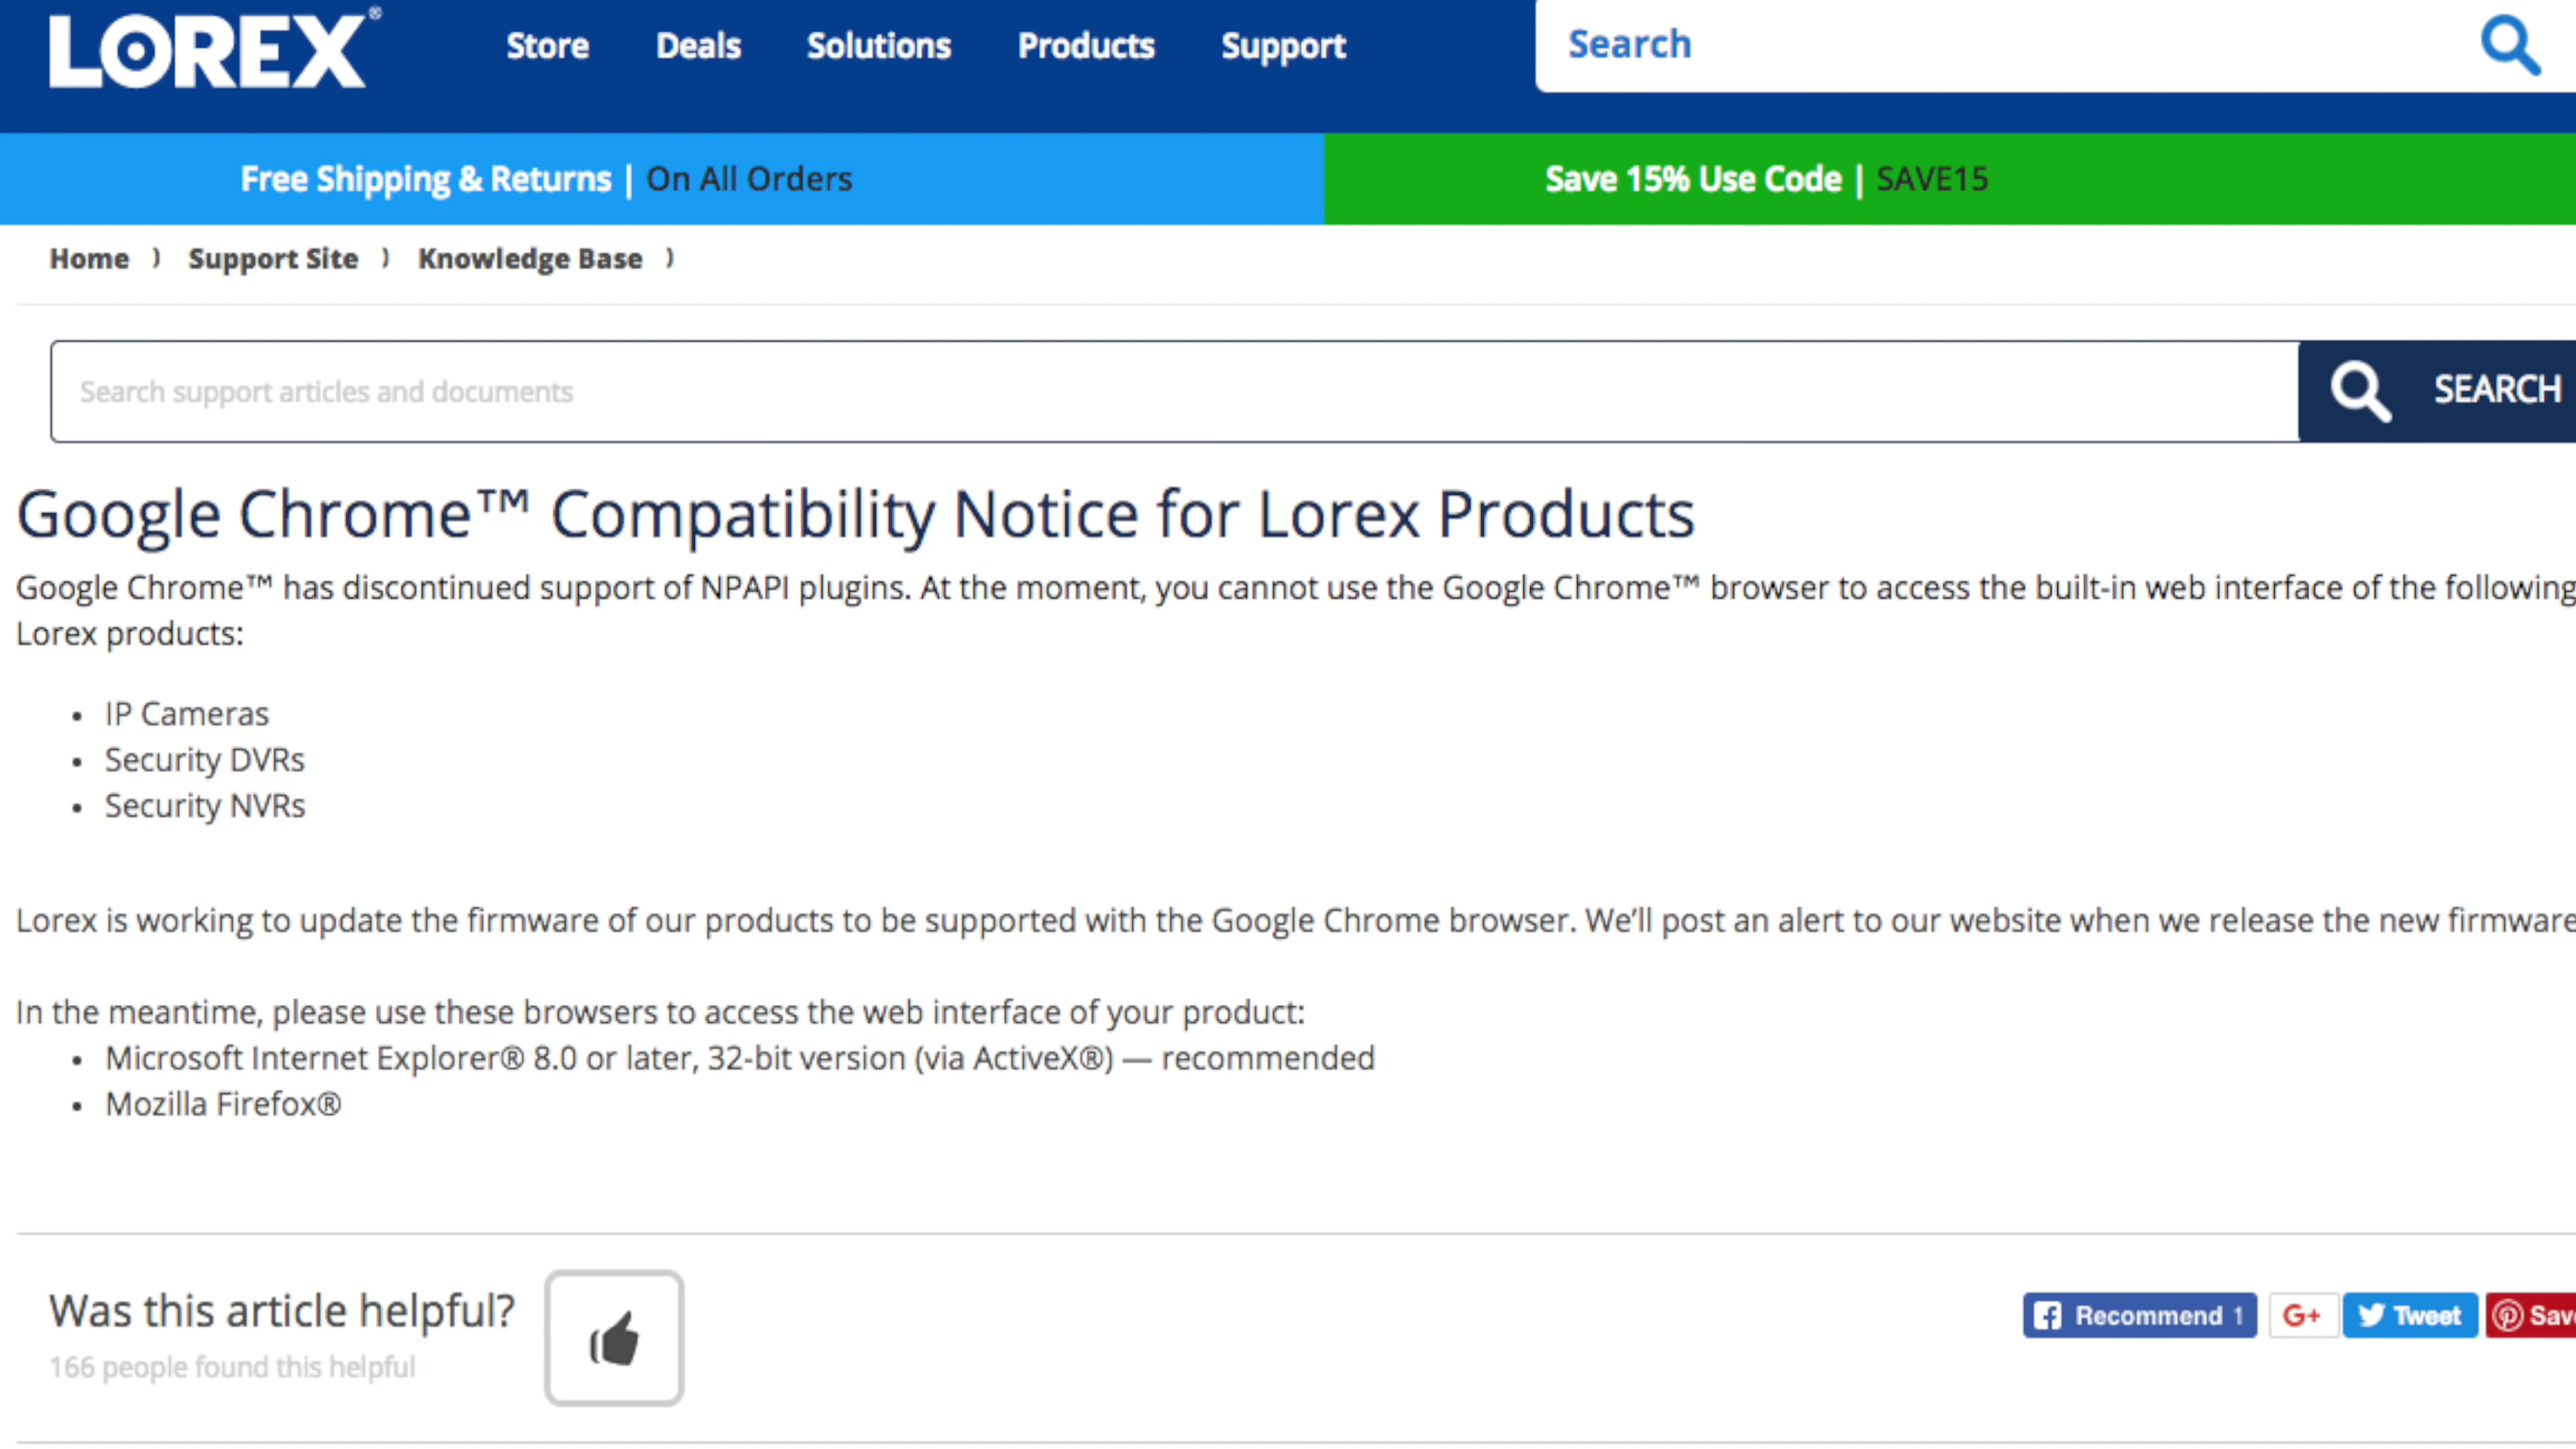 LOREX®
Store Deals Solutions Products Support Search
Free Shipping & Returns | On All Orders
Save 15% Use Code | SAVE15
Home Support Site Knowledge Base
Search support articles and documents
SEARCH
Google Chrome™ Compatibility Notice for Lorex Products
Google Chrome™ has discontinued support of NPAPI plugins. At the moment, you cannot use the Google Chrome™ browser to access the built-in web interface of the following
Lorex products:
• IP Cameras
• Security DVRs
• Security NVRs
Lorex is working to update the firmware of our products to be supported with the Google Chrome browser. We'll post an alert to our website when we release the new firmware
In the meantime, please use these browsers to access the web interface of your product:
• Microsoft Internet Explorer® 8.0 or later, 32-bit version (via ActiveX®) — recommended
• Mozilla Firefox®
Was this article helpful?
166 people found this helpful
Recommend 1 G+ Tweet Save